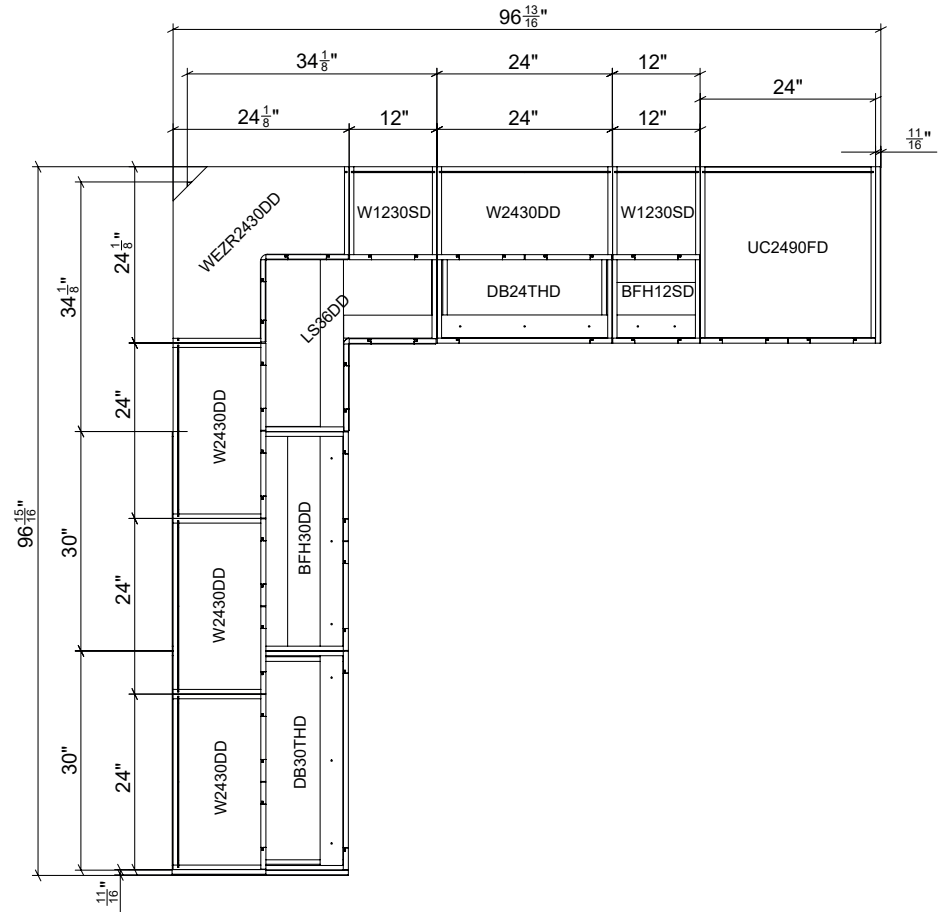 96 13/16"
34 1/8"
24"
12"
24"
24 1/8"
12"
24"
12"
11/16"
WEZR2430DD
W1230SD
W2430DD
W1230SD
UC2490FD
LS36DD
DB24THD
BFH12SD
96 15/16"
34 1/8"
24 1/8"
24"
W2430DD
30"
24"
W2430DD
BFH30DD
30"
24"
W2430DD
DB30THD
11/16"